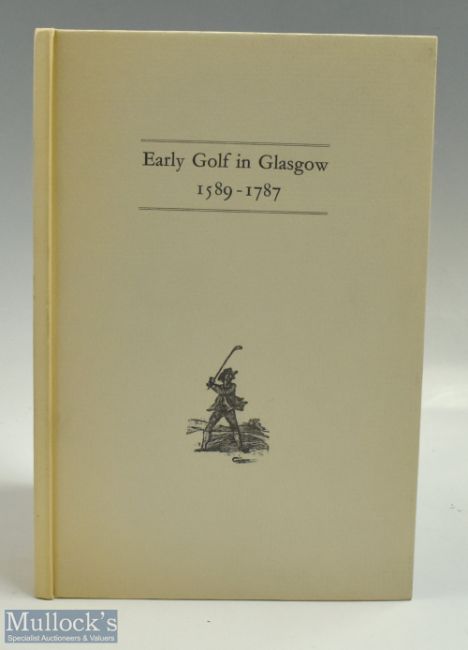 Early Golf in Glasgow
1589-1787
Mullock's
Specialist Auctioneers & Valuers